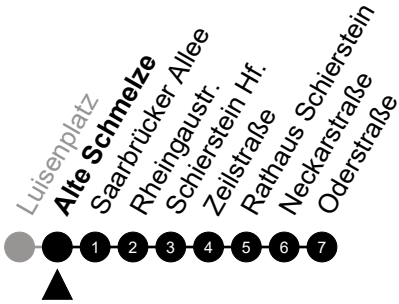 Luisenplatz
Alte Schmelze
Saarbrücker Allee
Rheingaustr.
Schierstein Hf.
Zeilstraße
Rathaus Schierstein
Neckarstraße
Oderstraße
1 2 3 4 5 6 7